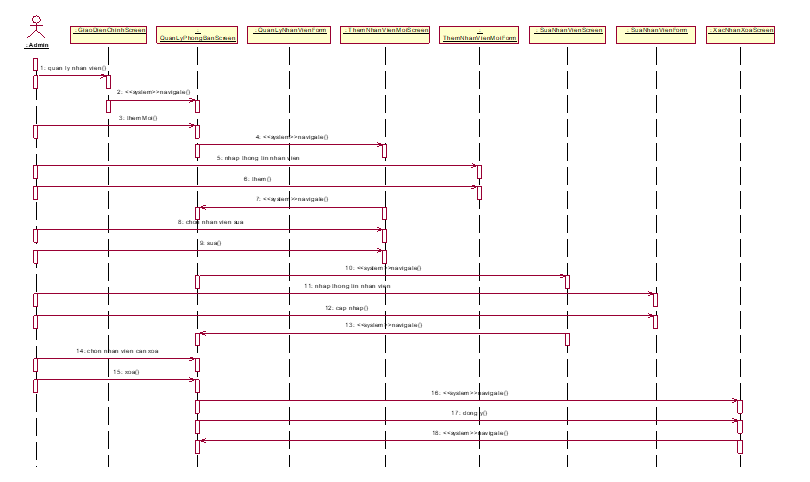 : GiaoDienChinhScreen
:
QuanLyPhongBanScreen
: QuanLyNhanVienForm
: ThemNhanVienMoiScreen
:
ThemNhanVienMoiForm
: SuaNhanVienScreen
: SuaNhanVienForm
: XacNhanXoaScreen
: Admin
1: quan ly nhan vien()
2: <<system>>navigate()
3: themMoi()
4: <<system>>navigate()
5: nhap thong tin nhan vien
6: them()
7: <<system>>navigate()
8: chon nhan vien sua
9: sua()
10: <<system>>navigate()
11: nhap thong tin nhan vien
12: cap nhap()
13: <<system>>navigate()
14: chon nhan vien can xoa
15: xoa()
16: <<system>>navigate()
17: dong y()
18: <<system>>navigate()